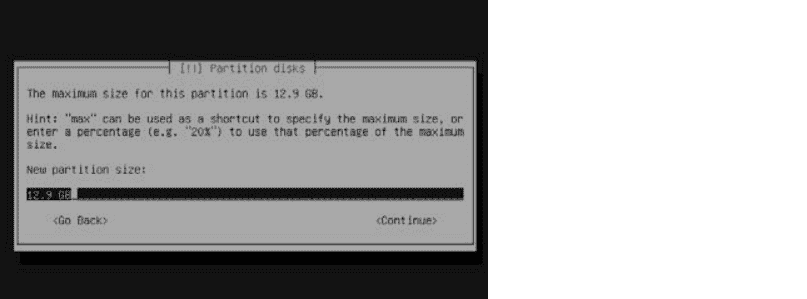 [!!] Partition disks
The maximum size for this partition is 12.9 GB.
Hint: "max" can be used as a shortcut to specify the maximum size, or
enter a percentage (e.g. "20%") to use that percentage of the maximum
size.
New partition size:
12.9 GB
<Go Back> <Continue>